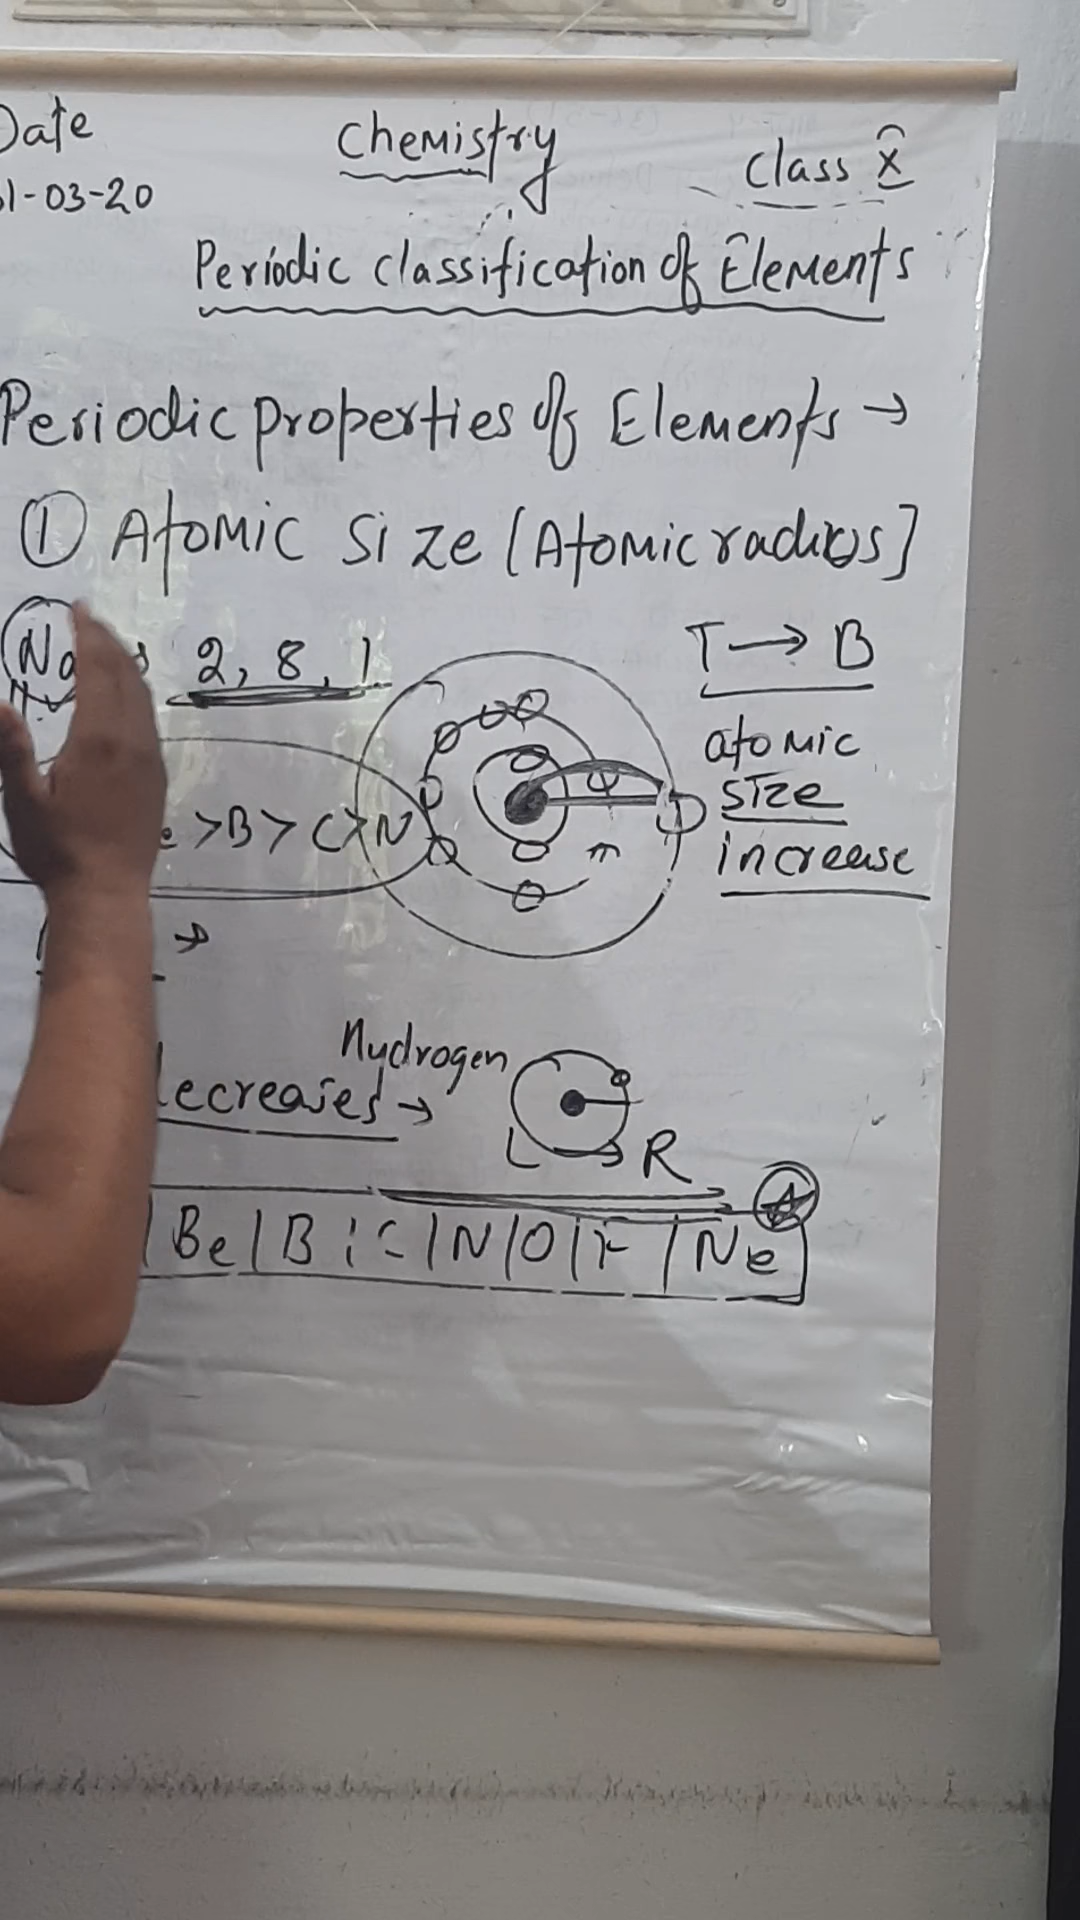 Date Chemistry Class X
1-03-20
Periodic classification of Elements
Periodic properties of Elements →
① Atomic Size [Atomic radius]
Na 2, 8, 1 T → B
atomic
size
increase
e >B > C > N
→
Hydrogen
decreases →
L → R
| Be | B | C | N | O | F | Ne